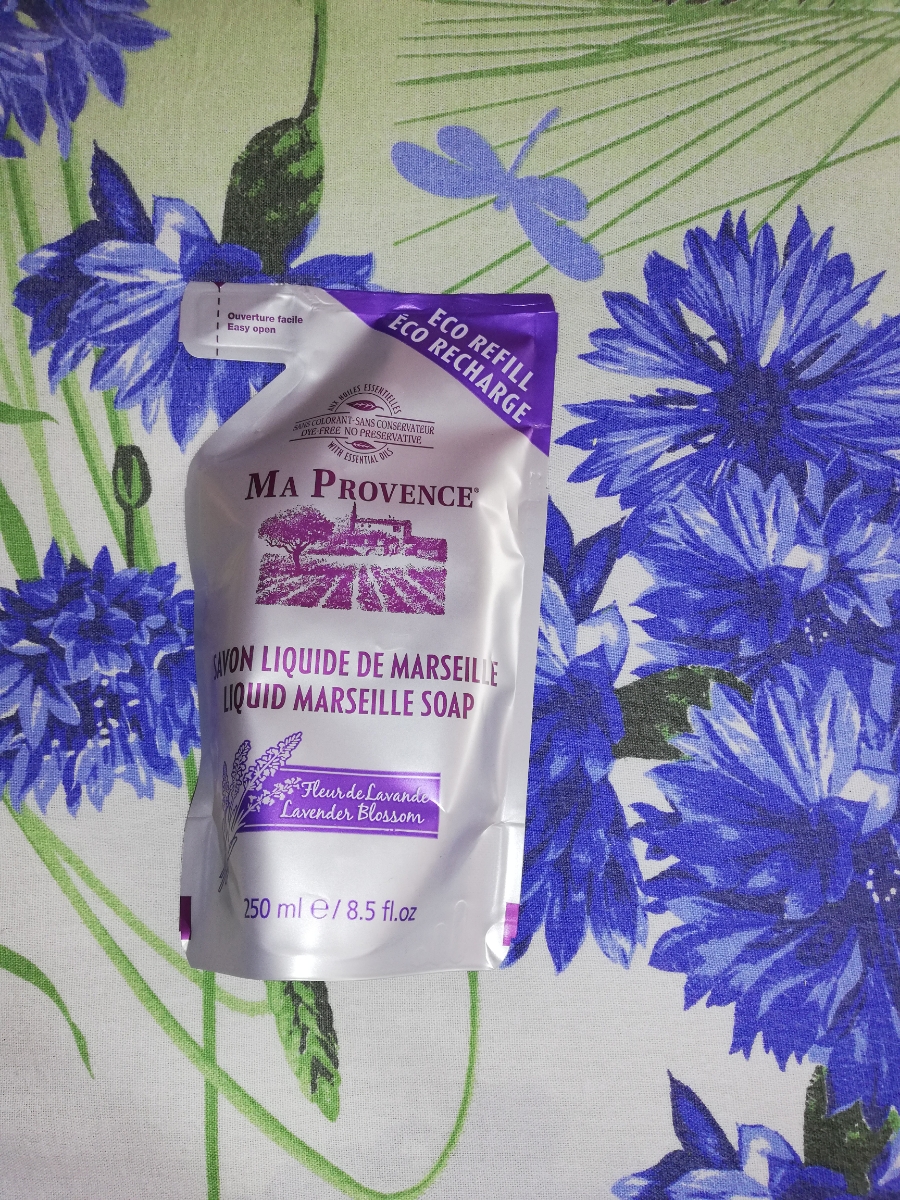 Ouverture facile
Easy open
ECO REFILL
ÉCO RECHARGE
AUX HUILES ESSENTIELLES
SANS COLORANT-SANS CONSERVATEUR
DYE-FREE NO PRESERVATIVE
WITH ESSENTIAL OILS
MA PROVENCE®
SAVON LIQUIDE DE MARSEILLE
LIQUID MARSEILLE SOAP
Fleur de Lavande
Lavender Blossom
250 ml e / 8.5 fl.oz